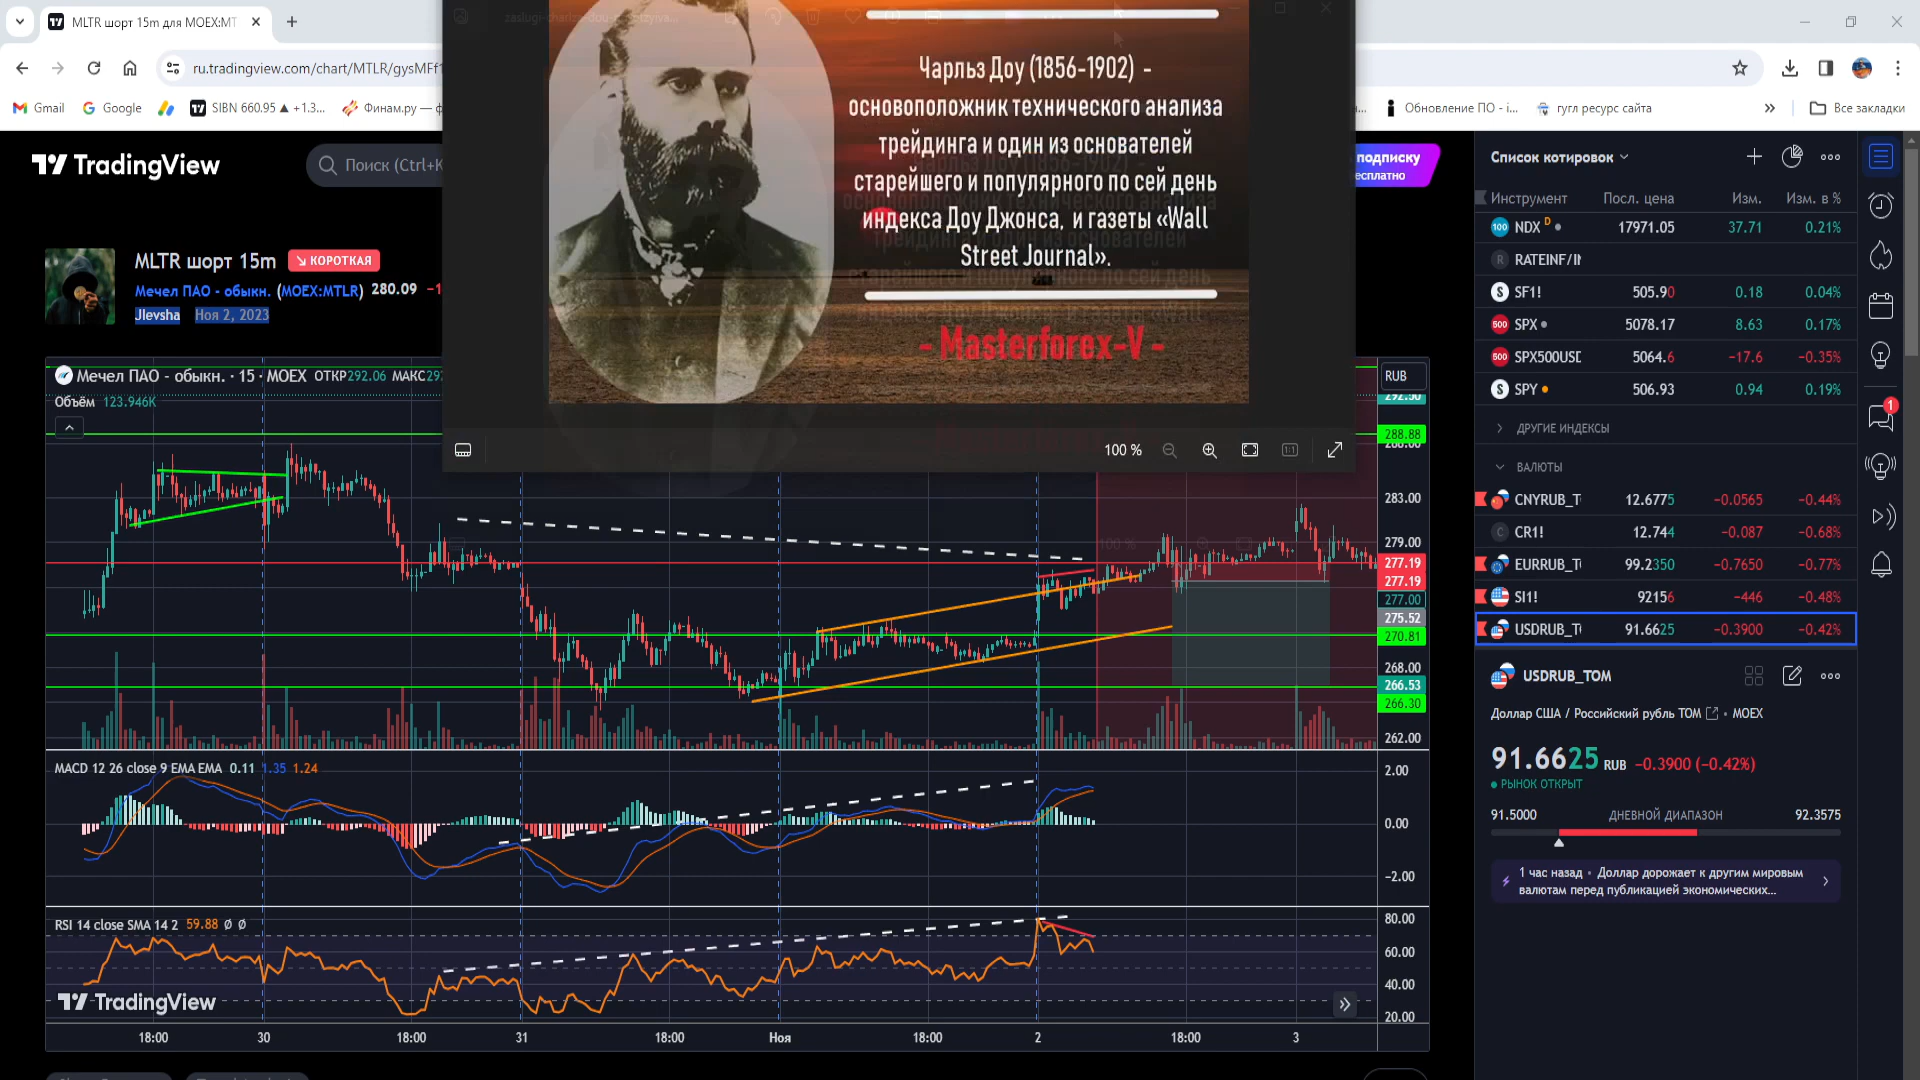 MLTR шорт 15m для MOEX:MT
ru.tradingview.com/chart/MTLR/gysMFf1
Gmail
Google
SIBN 660.95 ▲ +1.3...
Финам.ру — ф
Обновление ПО - i...
гугл ресурс сайта
Все закладки
Чарльз Доу (1856-1902) -
основоположник технического анализа
трейдинга и один из основателей
старейшего и популярного по сей день
индекса Доу Джонса, и газеты «Wall
Street Journal».
- Masterforex-V -
100 %
TradingView
Поиск (Ctrl+K
подписку
есплатно
MLTR шорт 15m
КОРОТКАЯ
Мечел ПАО - обыкн. (MOEX:MTLR) 280.09 −1
Jlevsha Ноя 2, 2023
Мечел ПАО - обыкн. · 15 · MOEX ОТКР292.06 МАКС297
Объём 123.946K
RUB
292.50
288.88
283.00
279.00
277.19
277.19
277.00
275.52
270.81
268.00
266.53
266.30
262.00
MACD 12 26 close 9 EMA EMA 0.11 1.35 1.24
2.00
0.00
−2.00
RSI 14 close SMA 14 2 59.88 Ø Ø
80.00
60.00
40.00
20.00
TradingView
18:00 30 18:00 31 18:00 Ноя 18:00 2 18:00 3
Список котировок
Инструмент Посл. цена Изм. Изм. в %
NDX D 17971.05 37.71 0.21%
RATEINF/IN
SF1! 505.90 0.18 0.04%
SPX 5078.17 8.63 0.17%
SPX500USD 5064.6 −17.6 −0.35%
SPY 506.93 0.94 0.19%
ДРУГИЕ ИНДЕКСЫ
ВАЛЮТЫ
CNYRUB_T 12.6775 −0.0565 −0.44%
CR1! 12.744 −0.087 −0.68%
EURRUB_T 99.2350 −0.7650 −0.77%
SI1! 92156 −446 −0.48%
USDRUB_T 91.6625 −0.3900 −0.42%
USDRUB_TOM
Доллар США / Российский рубль TOM • MOEX
91.6625 RUB −0.3900 (−0.42%)
РЫНОК ОТКРЫТ
91.5000 ДНЕВНОЙ ДИАПАЗОН 92.3575
1 час назад • Доллар дорожает к другим мировым
валютам перед публикацией экономических...
1